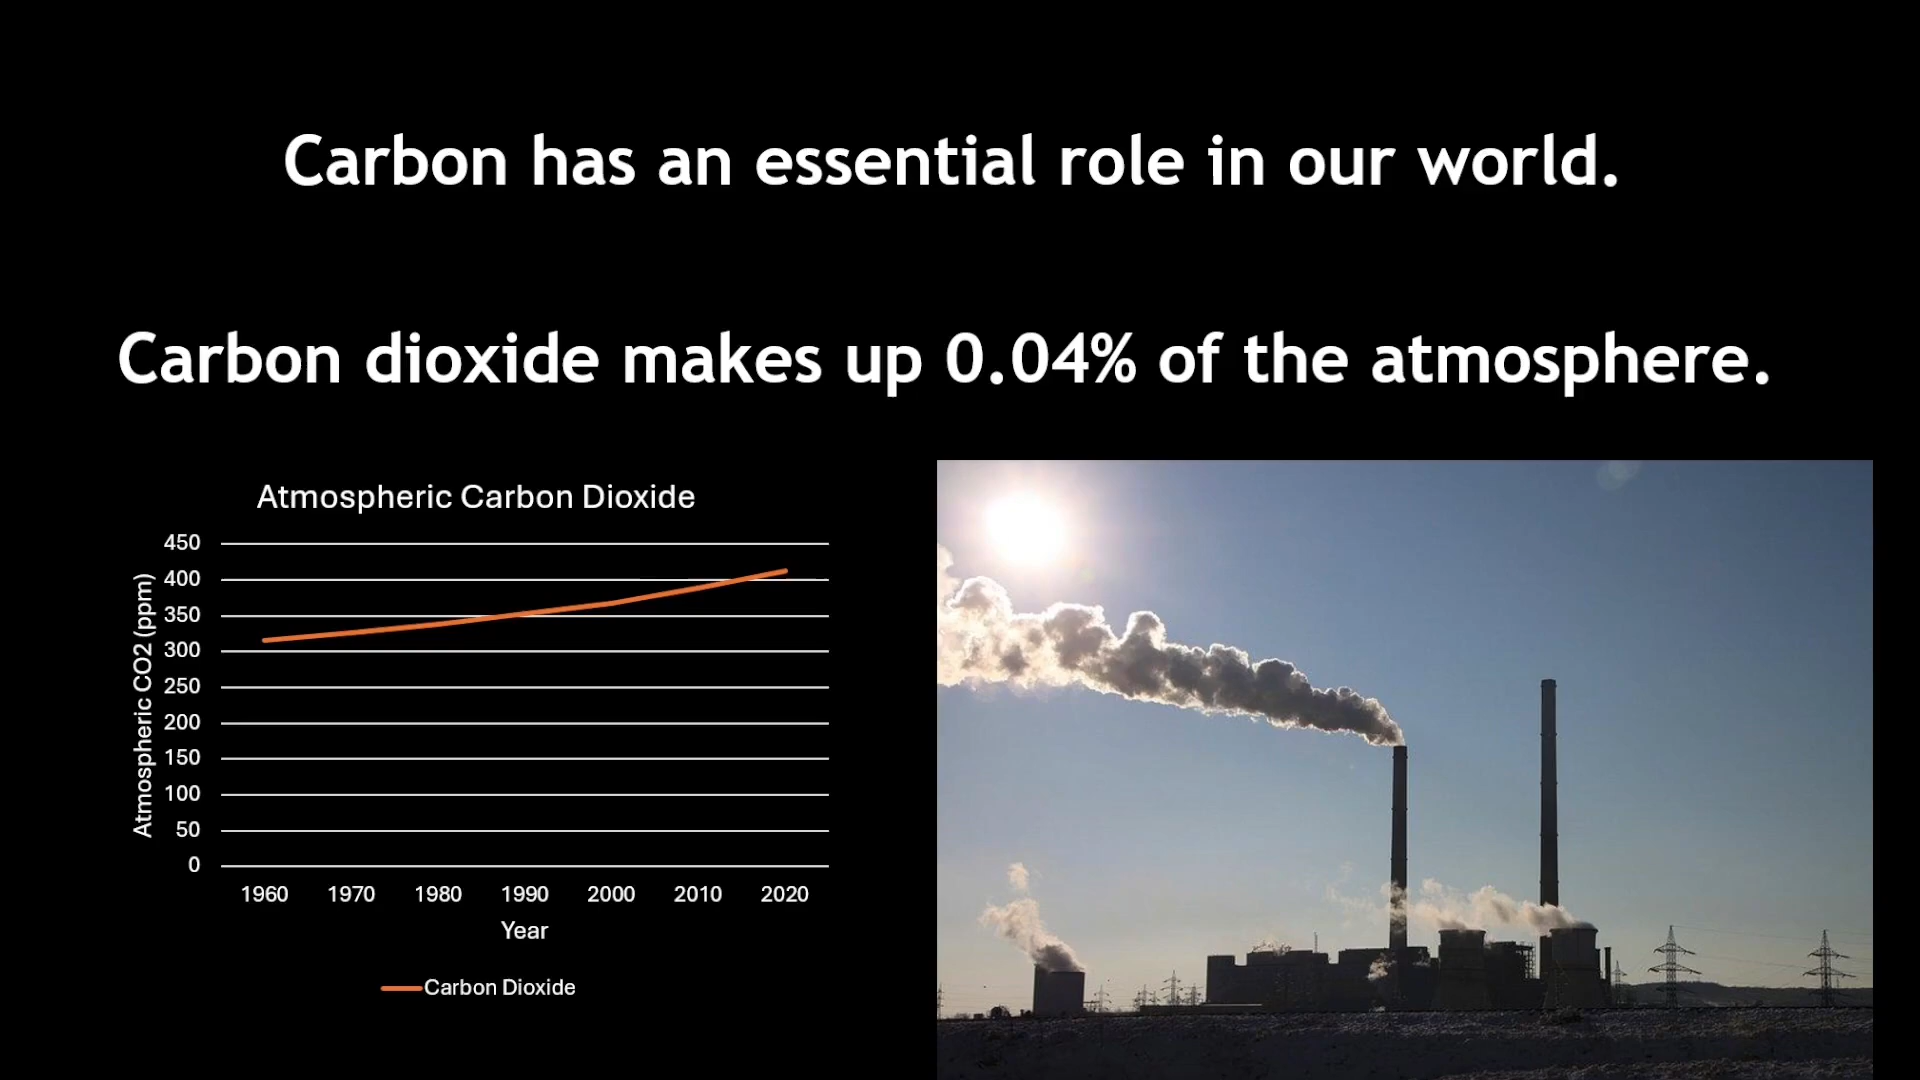 Carbon has an essential role in our world.
Carbon dioxide makes up 0.04% of the atmosphere.
Atmospheric Carbon Dioxide
Atmospheric CO2 (ppm)
450
400
350
300
250
200
150
100
50
0
1960 1970 1980 1990 2000 2010 2020
Year
Carbon Dioxide